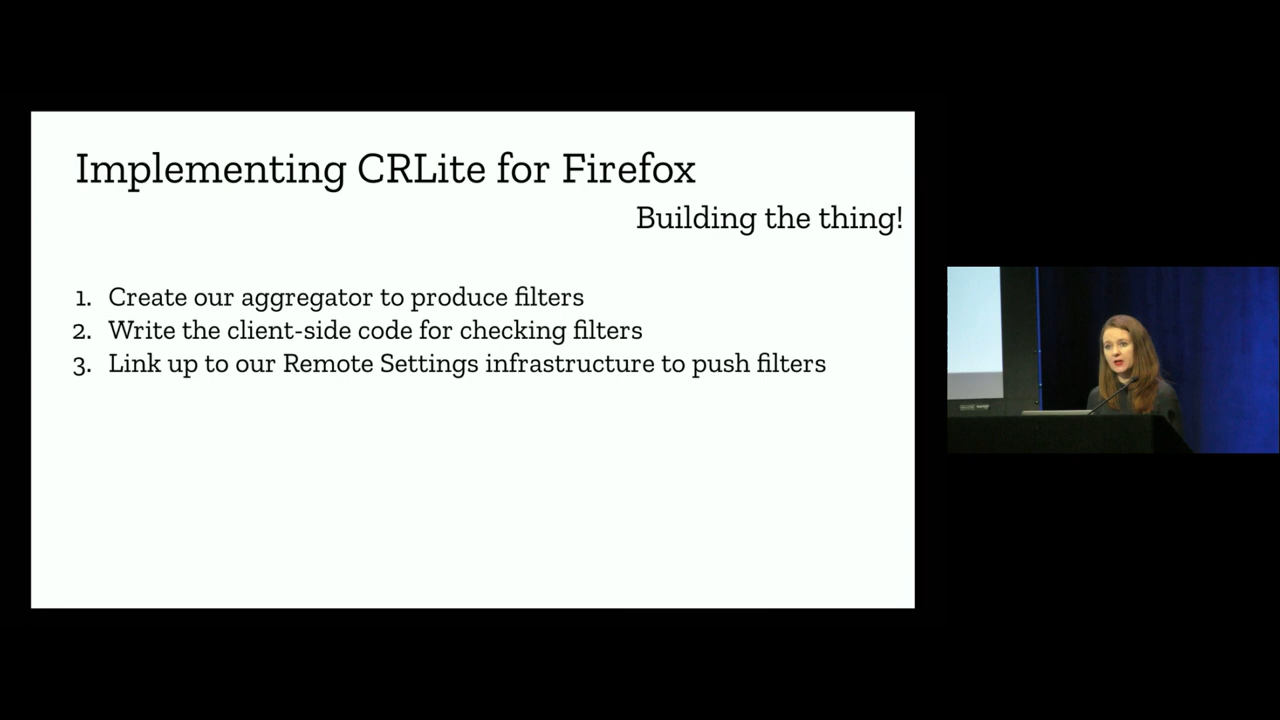 Implementing CRLite for Firefox
Building the thing!
1. Create our aggregator to produce filters
2. Write the client-side code for checking filters
3. Link up to our Remote Settings infrastructure to push filters